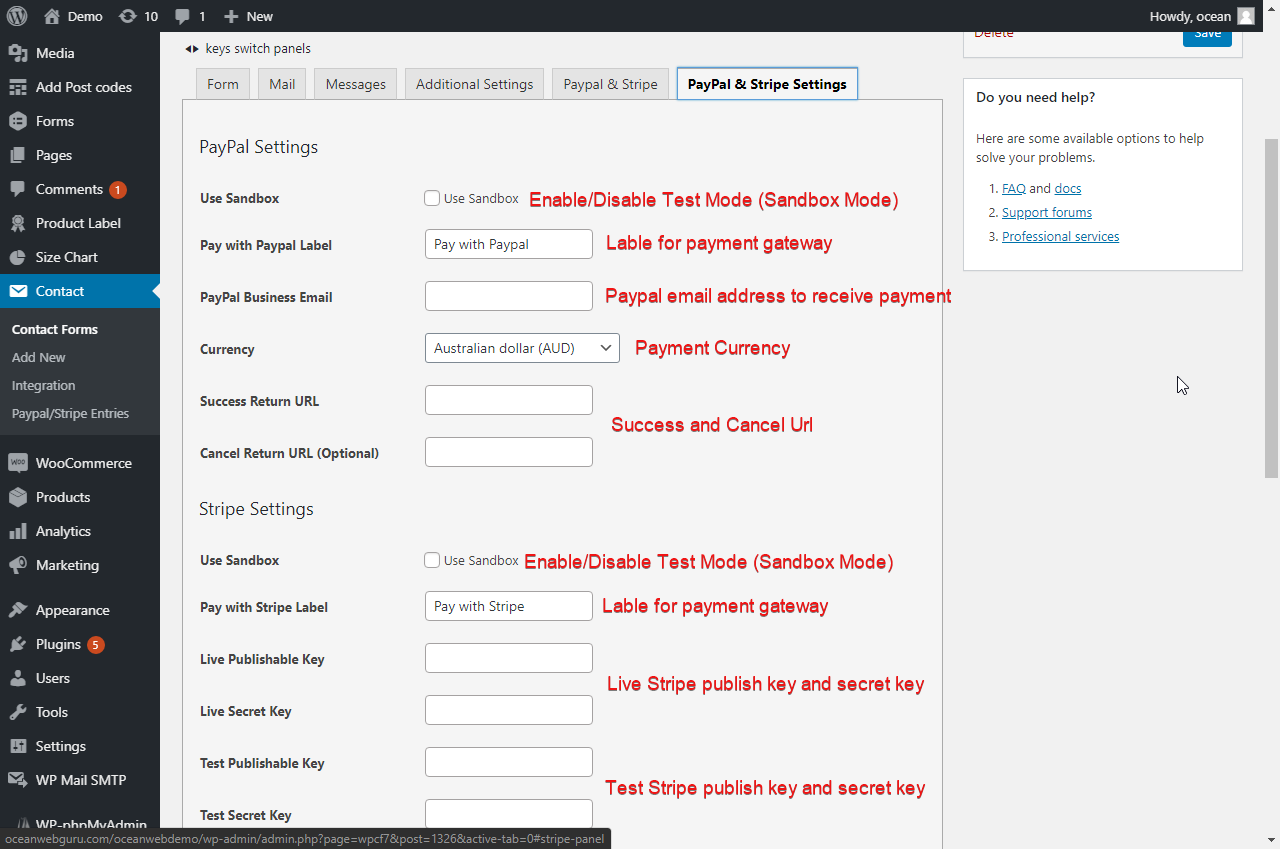 Demo 10 1 New Howdy, ocean
Media
Add Post codes
Forms
Pages
Comments 1
Product Label
Size Chart
Contact
Contact Forms
Add New
Integration
Paypal/Stripe Entries
WooCommerce
Products
Analytics
Marketing
Appearance
Plugins 5
Users
Tools
Settings
WP Mail SMTP
WP-phpMyAdmin
keys switch panels
Form Mail Messages Additional Settings Paypal & Stripe PayPal & Stripe Settings
PayPal Settings
Use Sandbox Use Sandbox Enable/Disable Test Mode (Sandbox Mode)
Pay with Paypal Label Pay with Paypal Lable for payment gateway
PayPal Business Email Paypal email address to receive payment
Currency Australian dollar (AUD) Payment Currency
Success Return URL
Success and Cancel Url
Cancel Return URL (Optional)
Stripe Settings
Use Sandbox Use Sandbox Enable/Disable Test Mode (Sandbox Mode)
Pay with Stripe Label Pay with Stripe Lable for payment gateway
Live Publishable Key
Live Stripe publish key and secret key
Live Secret Key
Test Publishable Key
Test Stripe publish key and secret key
Test Secret Key
Delete Save
Do you need help?
Here are some available options to help
solve your problems.
1. FAQ and docs
2. Support forums
3. Professional services
oceanwebguru.com/oceanwebdemo/wp-admin/admin.php?page=wpcf7&post=1326&active-tab=0#stripe-panel